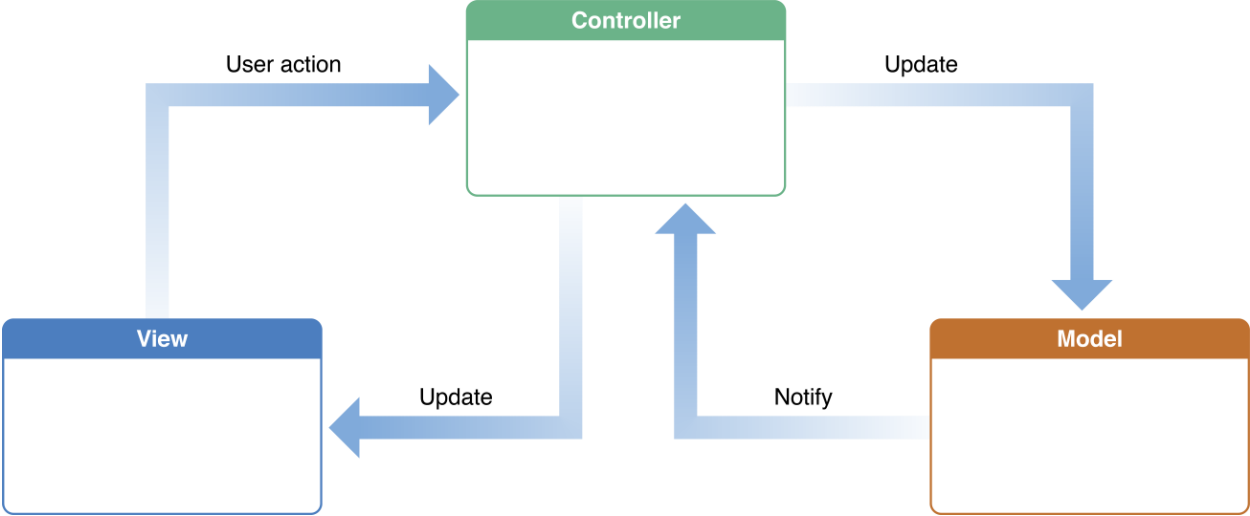 Controller
User action
Update
View
Model
Update
Notify